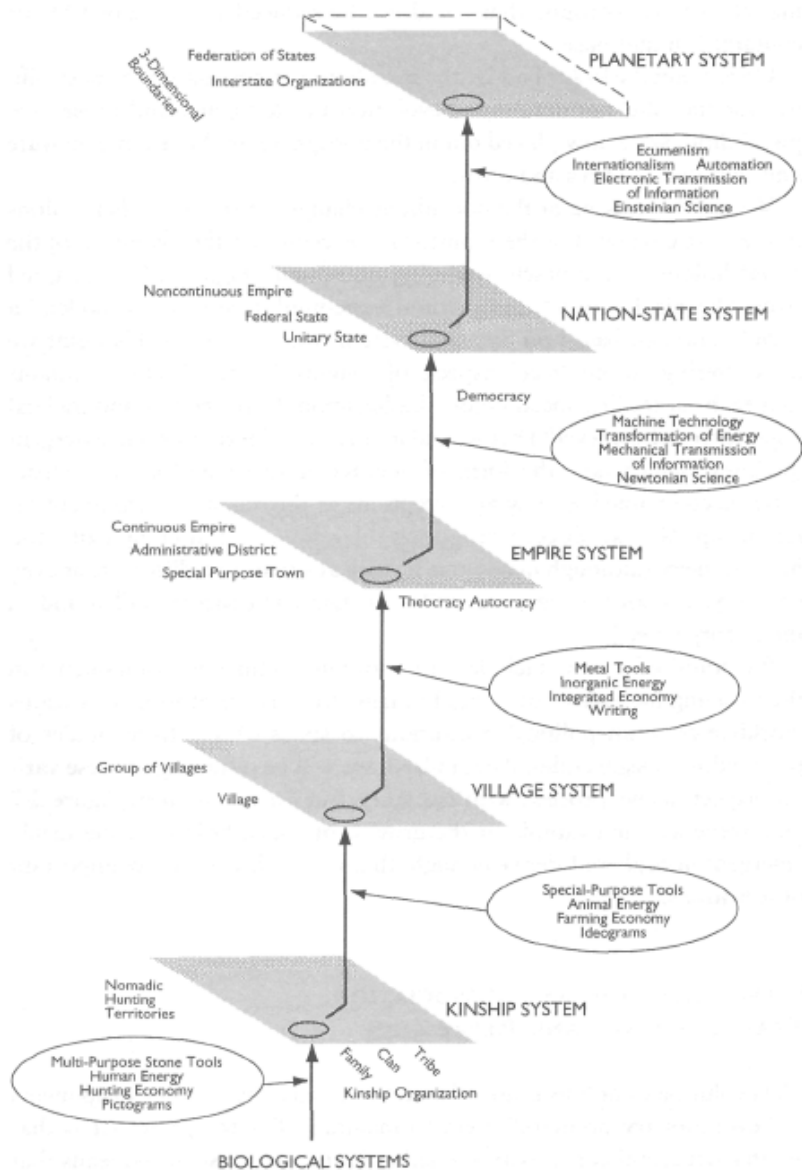 3-Dimensional
Boundaries
Federation of States
Interstate Organizations
PLANETARY SYSTEM
Ecumenism
Internationalism Automation
Electronic Transmission
of Information
Einsteinian Science
Noncontinuous Empire
Federal State
Unitary State
NATION-STATE SYSTEM
Democracy
Machine Technology
Transformation of Energy
Mechanical Transmission
of Information
Newtonian Science
Continuous Empire
Administrative District
Special Purpose Town
EMPIRE SYSTEM
Theocracy Autocracy
Metal Tools
Inorganic Energy
Integrated Economy
Writing
Group of Villages
Village
VILLAGE SYSTEM
Special-Purpose Tools
Animal Energy
Farming Economy
Ideograms
Nomadic
Hunting
Territories
KINSHIP SYSTEM
Family
Clan
Tribe
Kinship Organization
Multi-Purpose Stone Tools
Human Energy
Hunting Economy
Pictograms
BIOLOGICAL SYSTEMS